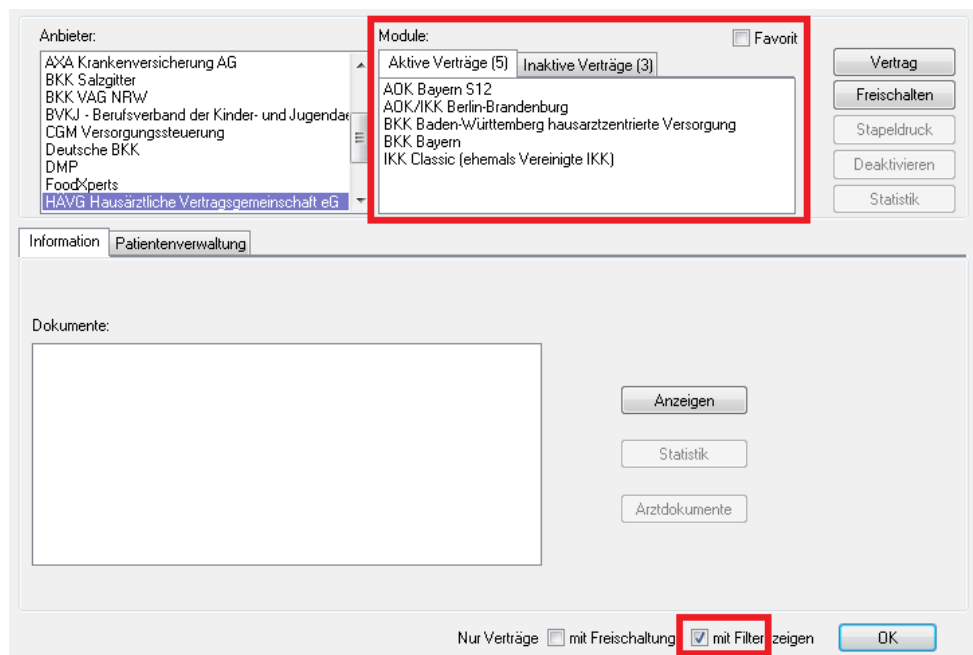 Anbieter:
AXA Krankenversicherung AG
BKK Salzgitter
BKK VAG NRW
BVKJ - Berufsverband der Kinder- und Jugendae
CGM Versorgungssteuerung
Deutsche BKK
DMP
FoodXperts
HÄVG Hausärztliche Vertragsgemeinschaft eG
Module:
Favorit
Aktive Verträge (5) Inaktive Verträge (3)
AOK Bayern S12
AOK/IKK Berlin-Brandenburg
BKK Baden-Württemberg hausarztzentrierte Versorgung
BKK Bayern
IKK Classic (ehemals Vereinigte IKK)
Vertrag
Freischalten
Stapeldruck
Deaktivieren
Statistik
Information Patientenverwaltung
Dokumente:
Anzeigen
Statistik
Arztdokumente
Nur Verträge mit Freischaltung mit Filter zeigen OK